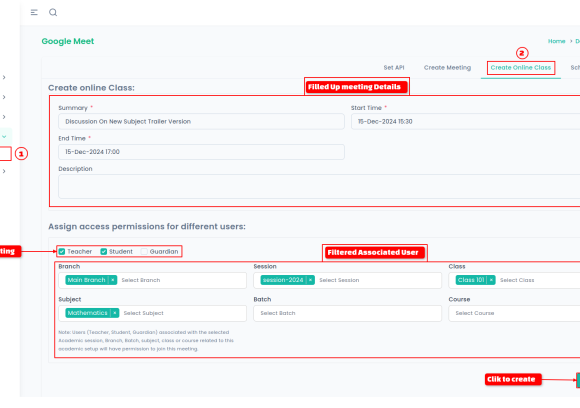 Google Meet
Home
2
Set API Create Meeting Create Online Class
Create online Class:
Filled Up meeting Details
Summary * Start Time *
Discussion On New Subject Trailer Version 15-Dec-2024 15:30
End Time *
15-Dec-2024 17:00
1
Description
Assign access permissions for different users:
Teacher Student Guardian
Filtered Associated User
Branch Session Class
Main Branch × Select Branch session-2024 × Select Session Class 101 × Select Class
Subject Batch Course
Mathematics × Select Subject Select Batch Select Course
Note: Users (Teacher, Student, Guardian) associated with the selected
Academic session, Branch, Batch, subject, class or course related to this
academic setup will have permission to join this meeting.
Clik to create